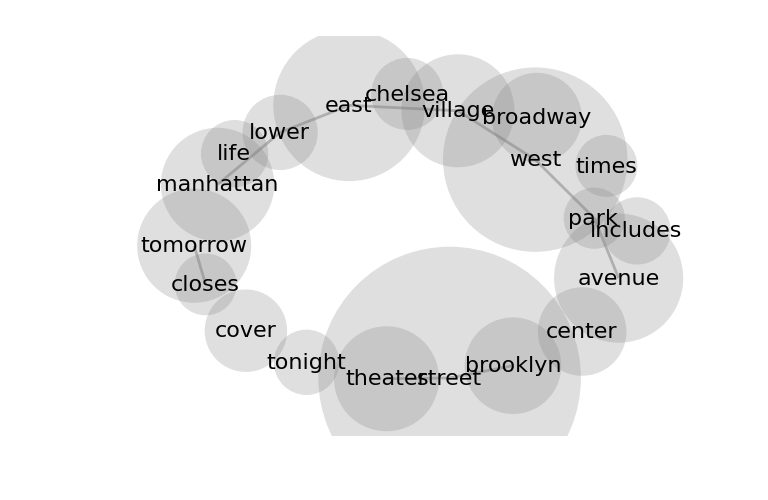 east
chelsea
village
broadway
lower
life
west
times
manhattan
park
includes
tomorrow
avenue
closes
cover
center
tonight
brooklyn
theater
street